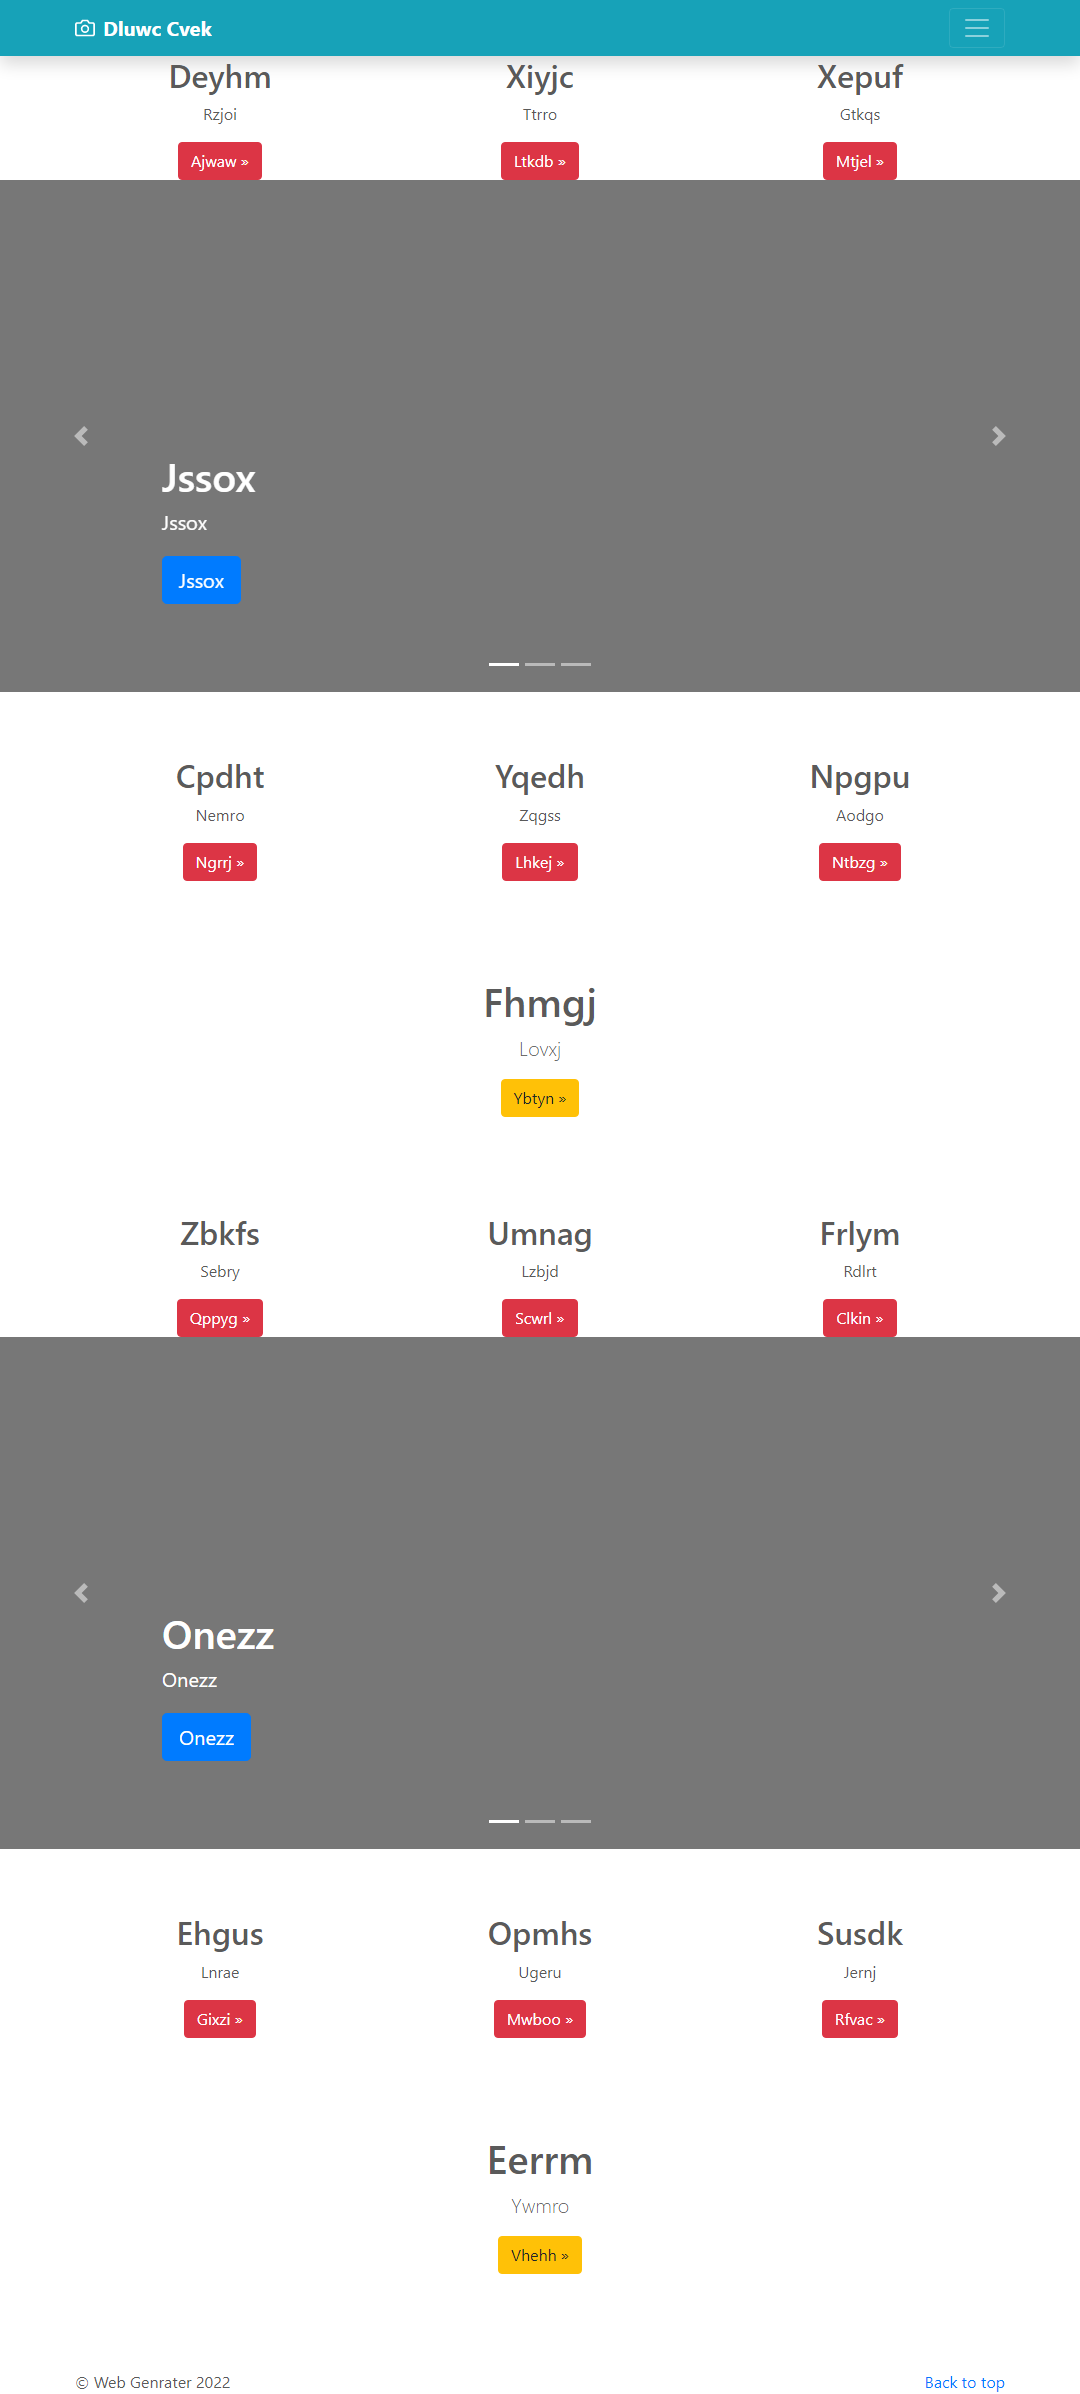 Dluwc Cvek
Deyhm Xiyjc Xepuf
Rzjoi Ttrro Gtkqs
Ajwaw » Ltkdb » Mtjel »
Jssox
Jssox
Jssox
Cpdht Yqedh Npgpu
Nemro Zqgss Aodgo
Ngrrj » Lhkej » Ntbzg »
Fhmgj
Lovxj
Ybtyn »
Zbkfs Umnag Frlym
Sebry Lzbjd Rdlrt
Qppyg » Scwrl » Clkin »
Onezz
Onezz
Onezz
Ehgus Opmhs Susdk
Lnrae Ugeru Jernj
Gixzi » Mwboo » Rfvac »
Eerrm
Ywmro
Vhehh »
© Web Genrater 2022 Back to top